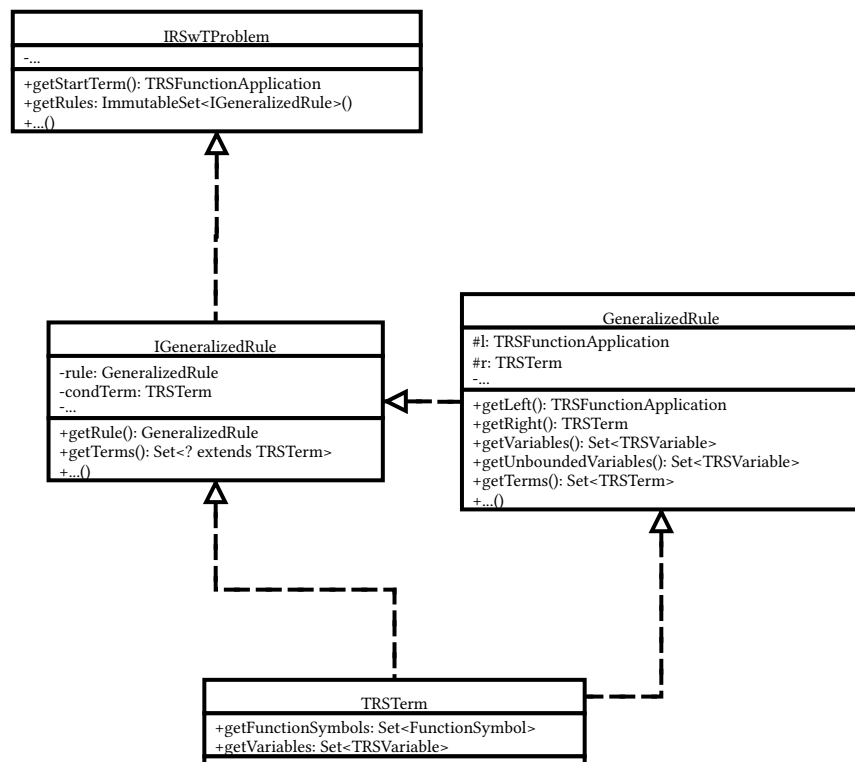 IRSwTProblem
-...
+getStartTerm(): TRSFunctionApplication
+getRules: ImmutableSet<IGeneralizedRule>()
+...()
IGeneralizedRule
-rule: GeneralizedRule
-condTerm: TRSTerm
-...
+getRule(): GeneralizedRule
+getTerms(): Set<? extends TRSTerm>
+...()
GeneralizedRule
#l: TRSFunctionApplication
#r: TRSTerm
-...
+getLeft(): TRSFunctionApplication
+getRight(): TRSTerm
+getVariables(): Set<TRSVariable>
+getUnboundedVariables(): Set<TRSVariable>
+getTerms(): Set<TRSTerm>
+...()
TRSTerm
+getFunctionSymbols: Set<FunctionSymbol>
+getVariables: Set<TRSVariable>